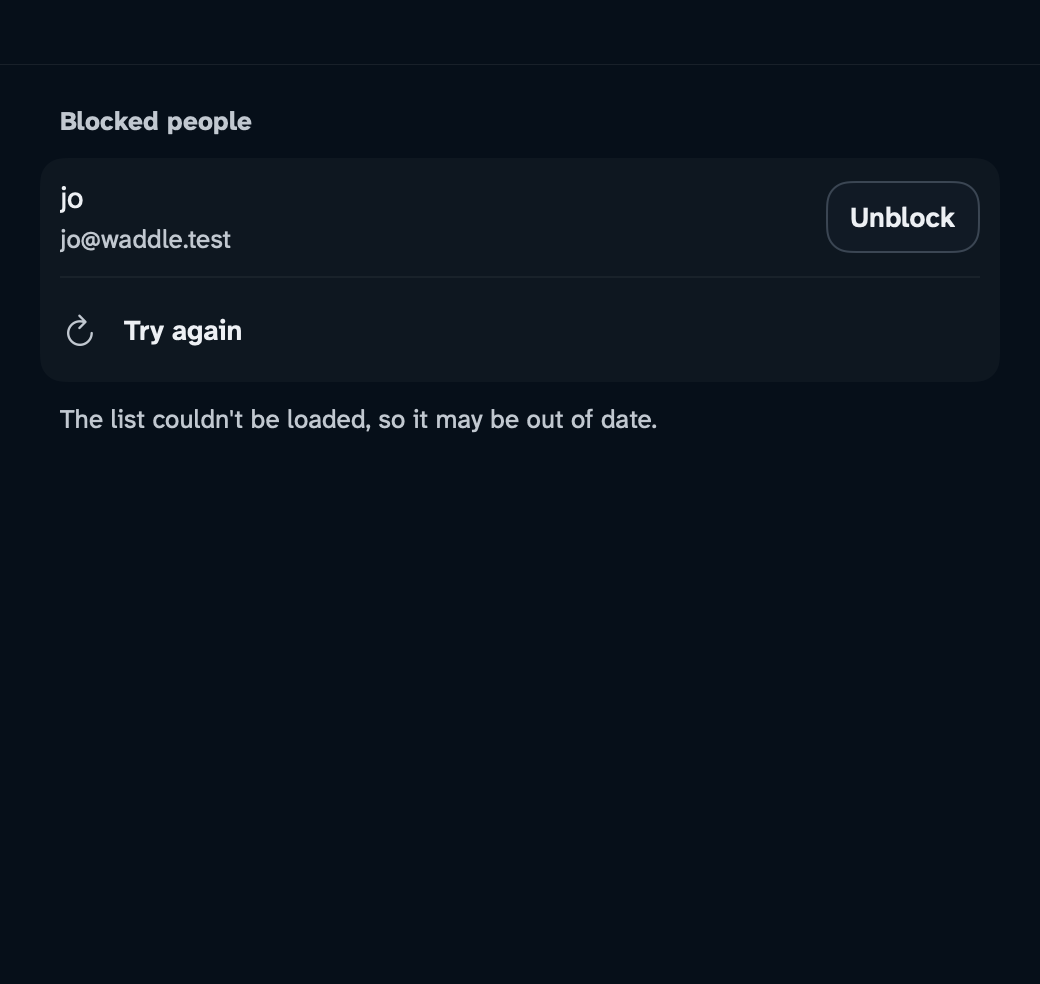 Blocked people
jo
jo@waddle.test
Unblock
Try again
The list couldn't be loaded, so it may be out of date.